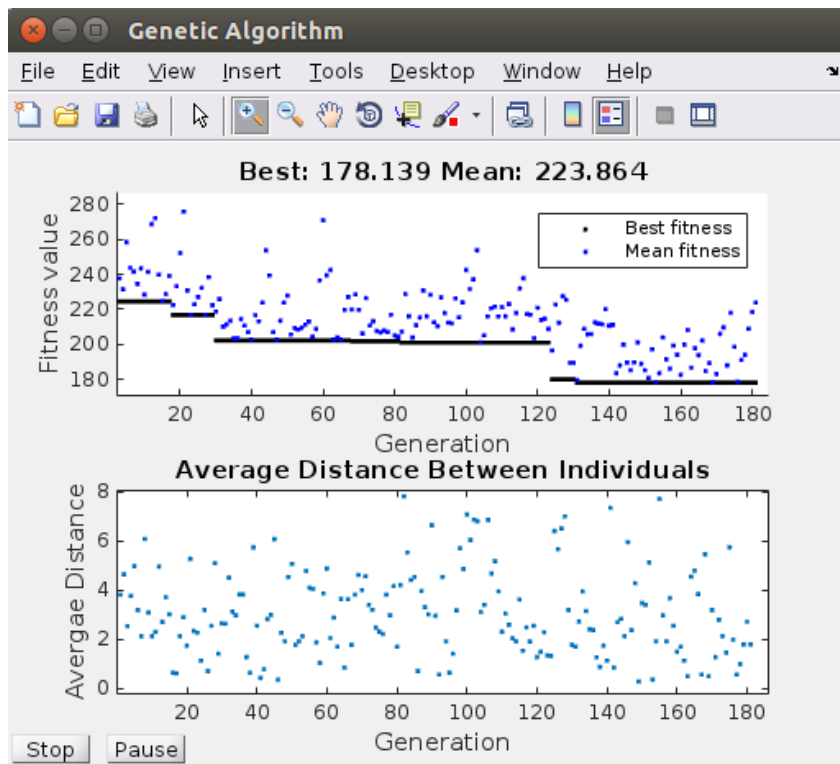 Genetic Algorithm
File Edit View Insert Tools Desktop Window Help
Best: 178.139 Mean: 223.864
280
260
240
220
200
180
Fitness value
Best fitness
Mean fitness
20 40 60 80 100 120 140 160 180
Generation
Average Distance Between Individuals
8
6
4
2
0
Avergae Distance
20 40 60 80 100 120 140 160 180
Generation
Stop Pause